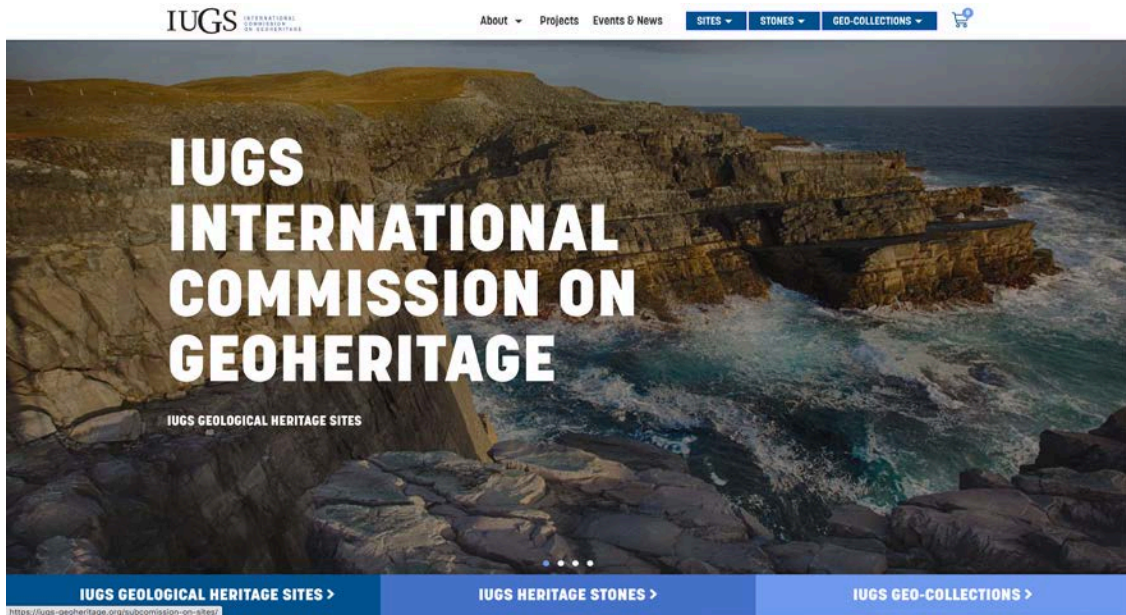 IUGS INTERNATIONAL
COMMISSION
ON GEOHERITAGE
About Projects Events & News SITES STONES GEO-COLLECTIONS 0
IUGS
INTERNATIONAL
COMMISSION ON
GEOHERITAGE
IUGS GEOLOGICAL HERITAGE SITES
IUGS GEOLOGICAL HERITAGE SITES > IUGS HERITAGE STONES > IUGS GEO-COLLECTIONS >
https://iugs-geoheritage.org/subcomission-on-sites/